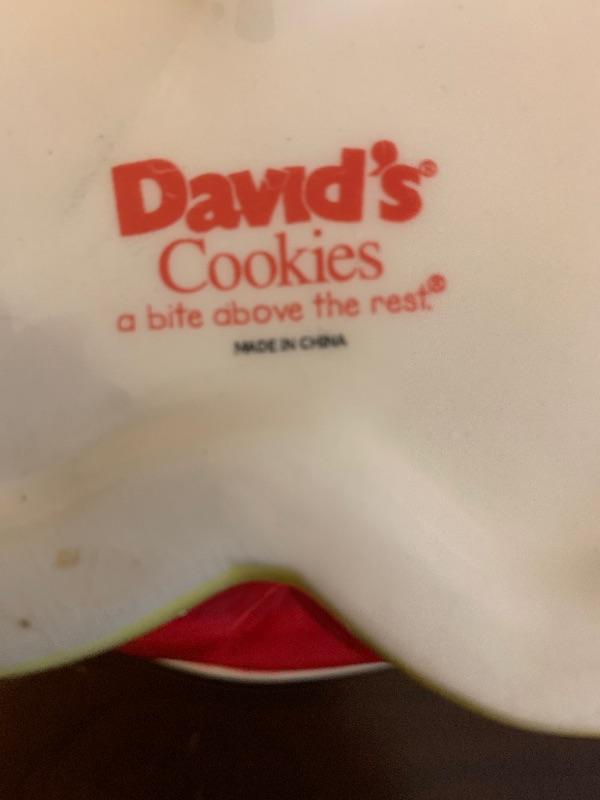 David's®
Cookies
a bite above the rest.®
MADE IN CHINA